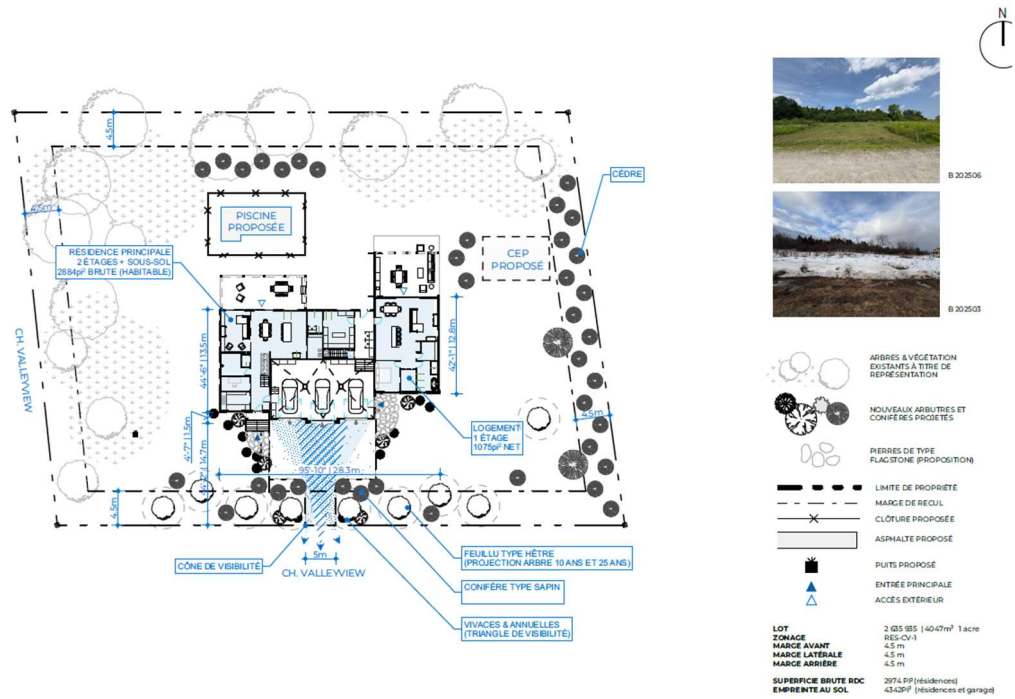 N
4.5m
4.5m
PISCINE
PROPOSÉE
CÈDRE
CEP
PROPOSÉ
RÉSIDENCE PRINCIPALE
2 ÉTAGES + SOUS-SOL
2884pi² BRUTE (HABITABLE)
44'-6" | 13.5m
42'-1" | 12.8m
CH. VALLEYVIEW
4.5m
LOGEMENT
1 ÉTAGE
1075pi² NET
4'-7" | 1.5m
14.7m
95'-10" | 28.3m
4.5m
5m
CÔNE DE VISIBILITÉ
CH. VALLEYVIEW
FEUILLU TYPE HÊTRE
(PROJECTION ARBRE 10 ANS ET 25 ANS)
CONIFÈRE TYPE SAPIN
VIVACES & ANNUELLES
(TRIANGLE DE VISIBILITÉ)
B 202506
B 202503
ARBRES & VÉGÉTATION
EXISTANTS À TITRE DE
REPRÉSENTATION
NOUVEAUX ARBUTRES ET
CONIFÈRES PROJETÉS
PIERRES DE TYPE
FLAGSTONE (PROPOSITION)
LIMITE DE PROPRIÉTÉ
MARGE DE RECUL
CLÔTURE PROPOSÉE
ASPHALTE PROPOSÉ
PUITS PROPOSÉ
ENTRÉE PRINCIPALE
ACCÈS EXTÉRIEUR
LOT 2 635 935 | 4047m² 1 acre
ZONAGE RES-CV-1
MARGE AVANT 4.5 m
MARGE LATÉRALE 4.5 m
MARGE ARRIÈRE 4.5 m
SUPERFICIE BRUTE RDC 2974 PI² (résidences)
EMPREINTE AU SOL 4342PI² (résidences et garage)